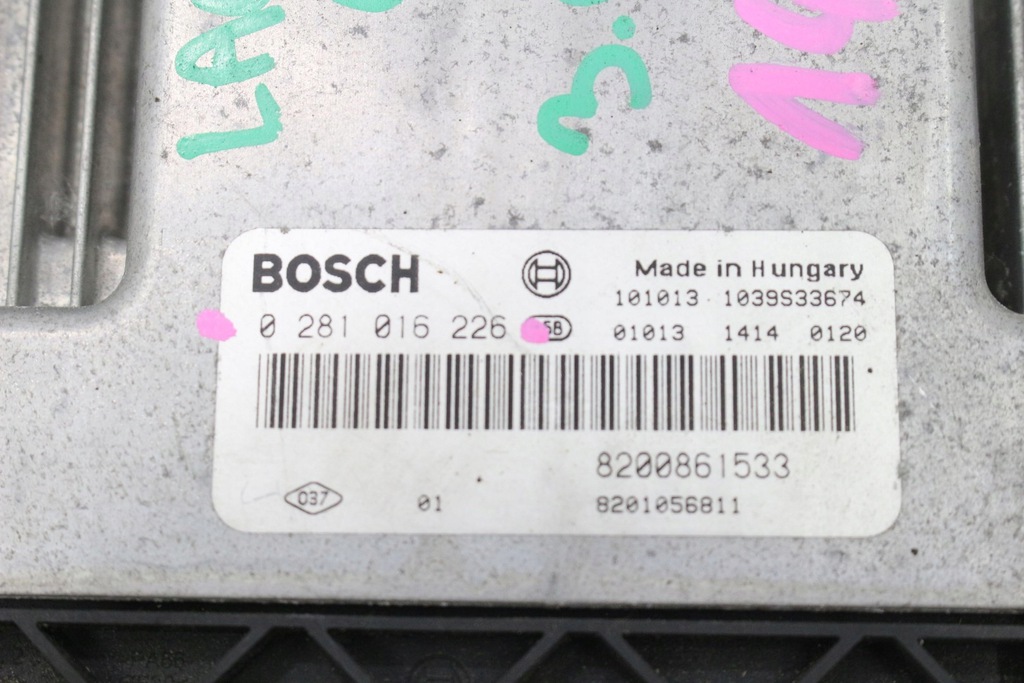 BOSCH
Made in Hungary
101013 1039S33674
0 281 016 226
01013 1414 0120
8200861533
037 01 8201056811